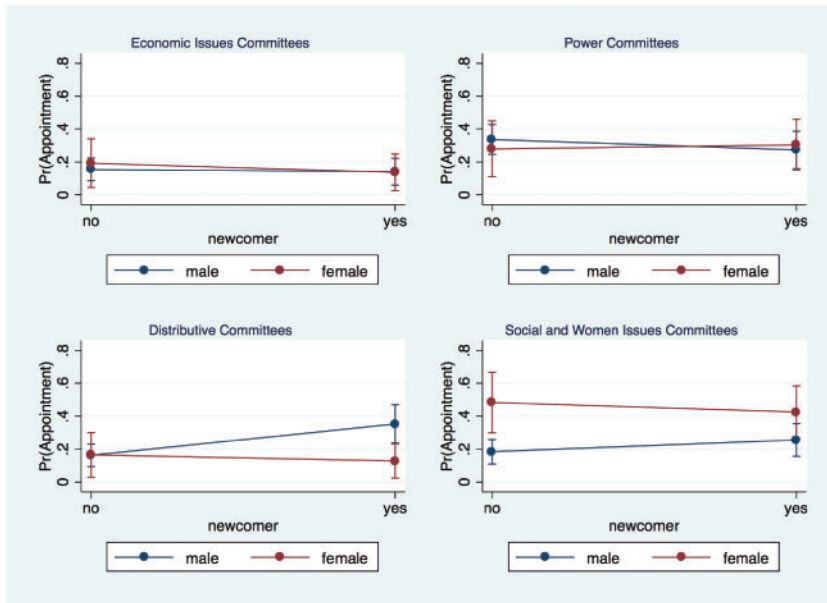 Economic Issues Committees
Pr(Appointment)
.8
.6
.4
.2
0
no
yes
newcomer
male
female
Power Committees
Pr(Appointment)
.8
.6
.4
.2
0
no
yes
newcomer
male
female
Distributive Committees
Pr(Appointment)
.8
.6
.4
.2
0
no
yes
newcomer
male
female
Social and Women Issues Committees
Pr(Appointment)
.8
.6
.4
.2
0
no
yes
newcomer
male
female